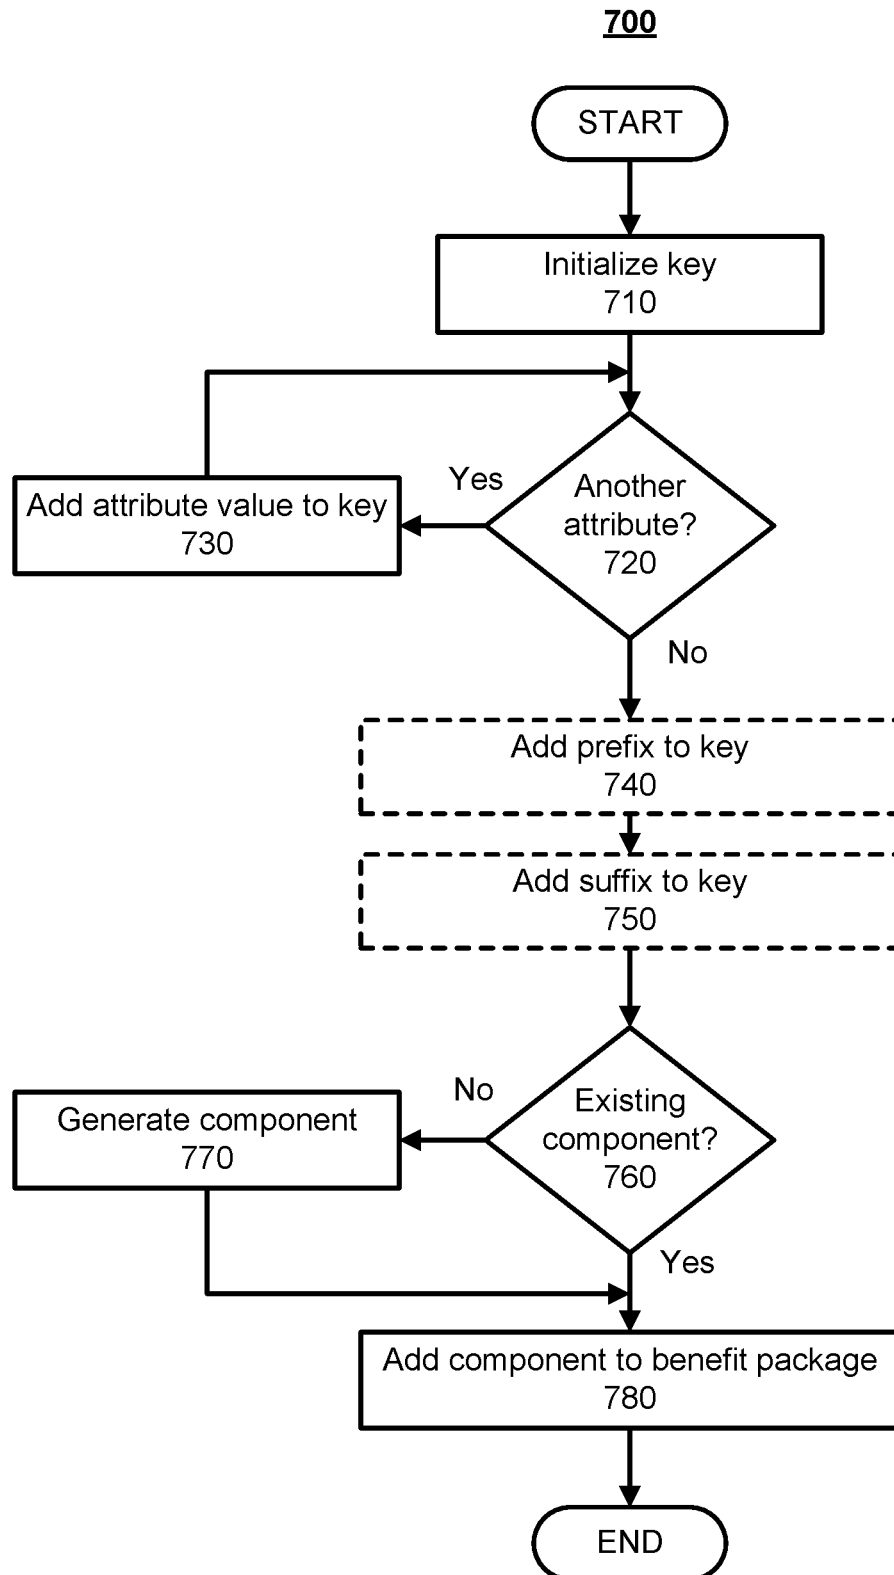 700
START
Initialize key
710
Yes
Another
attribute?
720
Add attribute value to key
730
No
Add prefix to key
740
Add suffix to key
750
No
Existing
component?
760
Generate component
770
Yes
Add component to benefit package
780
END